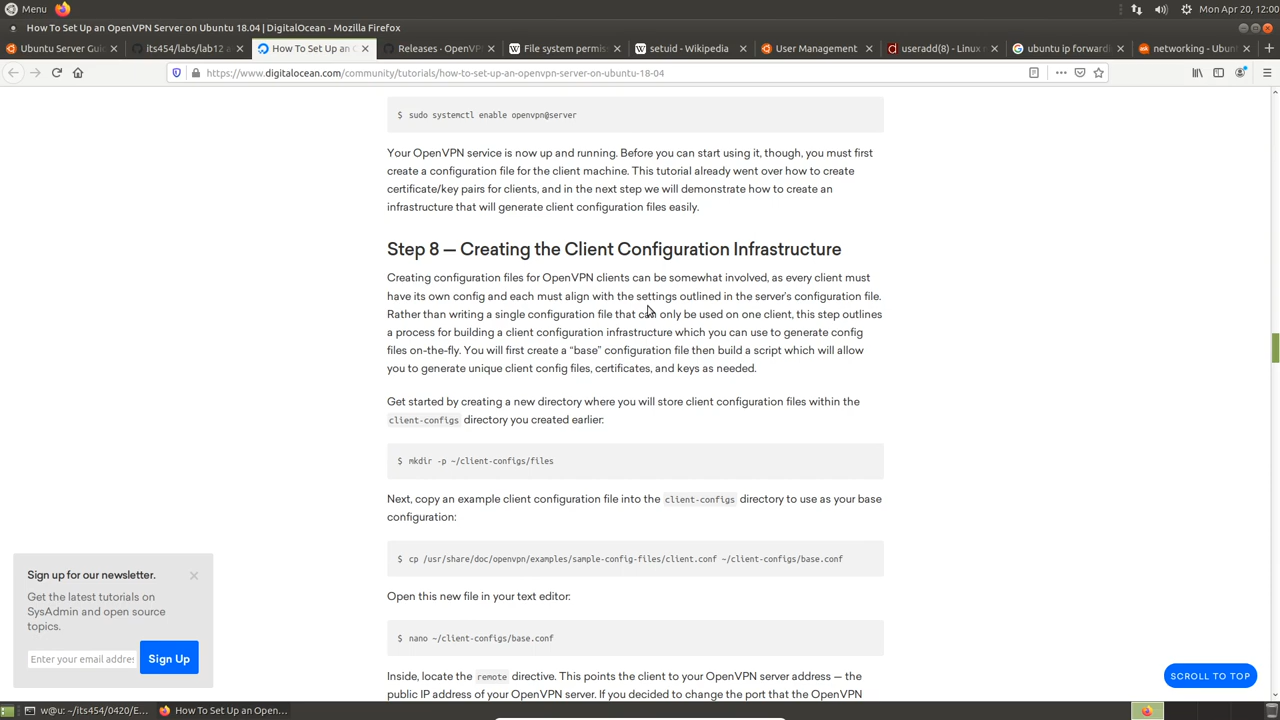 Menu
Mon Apr 20, 12:00
How To Set Up an OpenVPN Server on Ubuntu 18.04 | DigitalOcean - Mozilla Firefox
Ubuntu Server Guid
its454/labs/lab12
How To Set Up an O
Releases - OpenVP
File system permis
setuid - Wikipedia
User Management
useradd(8) - Linux
ubuntu ip forwardi
networking - Ubun
https://www.digitalocean.com/community/tutorials/how-to-set-up-an-openvpn-server-on-ubuntu-18-04
$ sudo systemctl enable openvpn@server
Your OpenVPN service is now up and running. Before you can start using it, though, you must first
create a configuration file for the client machine. This tutorial already went over how to create
certificate/key pairs for clients, and in the next step we will demonstrate how to create an
infrastructure that will generate client configuration files easily.
Step 8 — Creating the Client Configuration Infrastructure
Creating configuration files for OpenVPN clients can be somewhat involved, as every client must
have its own config and each must align with the settings outlined in the server's configuration file.
Rather than writing a single configuration file that can only be used on one client, this step outlines
a process for building a client configuration infrastructure which you can use to generate config
files on-the-fly. You will first create a “base” configuration file then build a script which will allow
you to generate unique client config files, certificates, and keys as needed.
Get started by creating a new directory where you will store client configuration files within the
client-configs directory you created earlier:
$ mkdir -p ~/client-configs/files
Next, copy an example client configuration file into the client-configs directory to use as your base
configuration:
$ cp /usr/share/doc/openvpn/examples/sample-config-files/client.conf ~/client-configs/base.conf
Open this new file in your text editor:
$ nano ~/client-configs/base.conf
Inside, locate the remote directive. This points the client to your OpenVPN server address — the
public IP address of your OpenVPN server. If you decided to change the port that the OpenVPN
Sign up for our newsletter.
Get the latest tutorials on
SysAdmin and open source
topics.
Enter your email addres
Sign Up
SCROLL TO TOP
w@u: ~/its454/0420/E...
How To Set Up an Open...